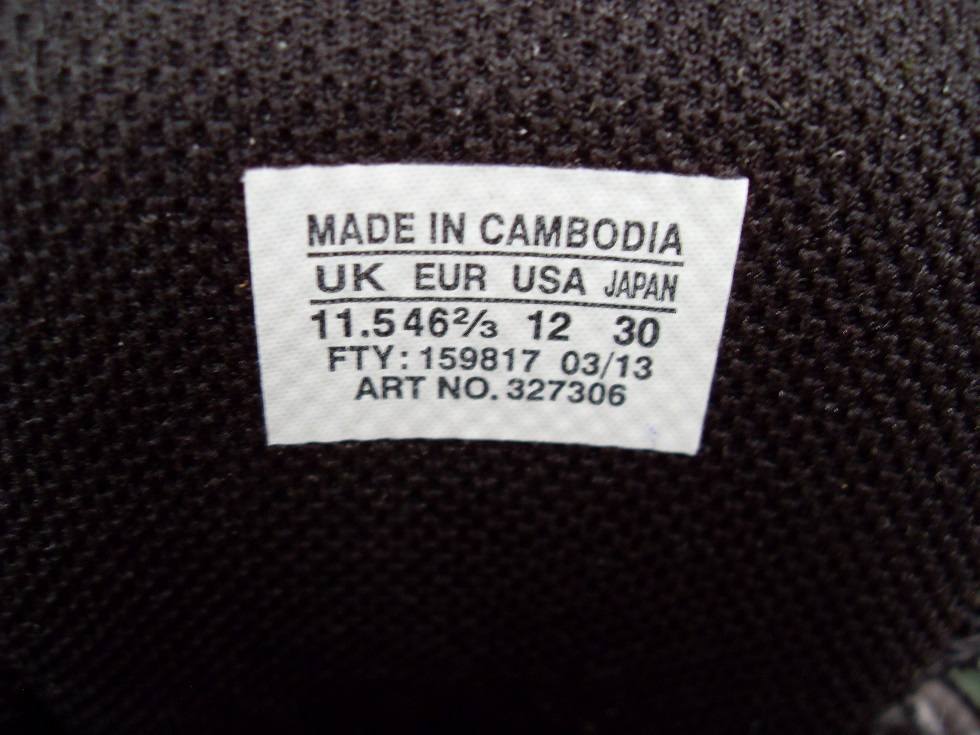 MADE IN CAMBODIA
UK EUR USA JAPAN
11.5 46⅔ 12 30
FTY: 159817 03/13
ART NO. 327306